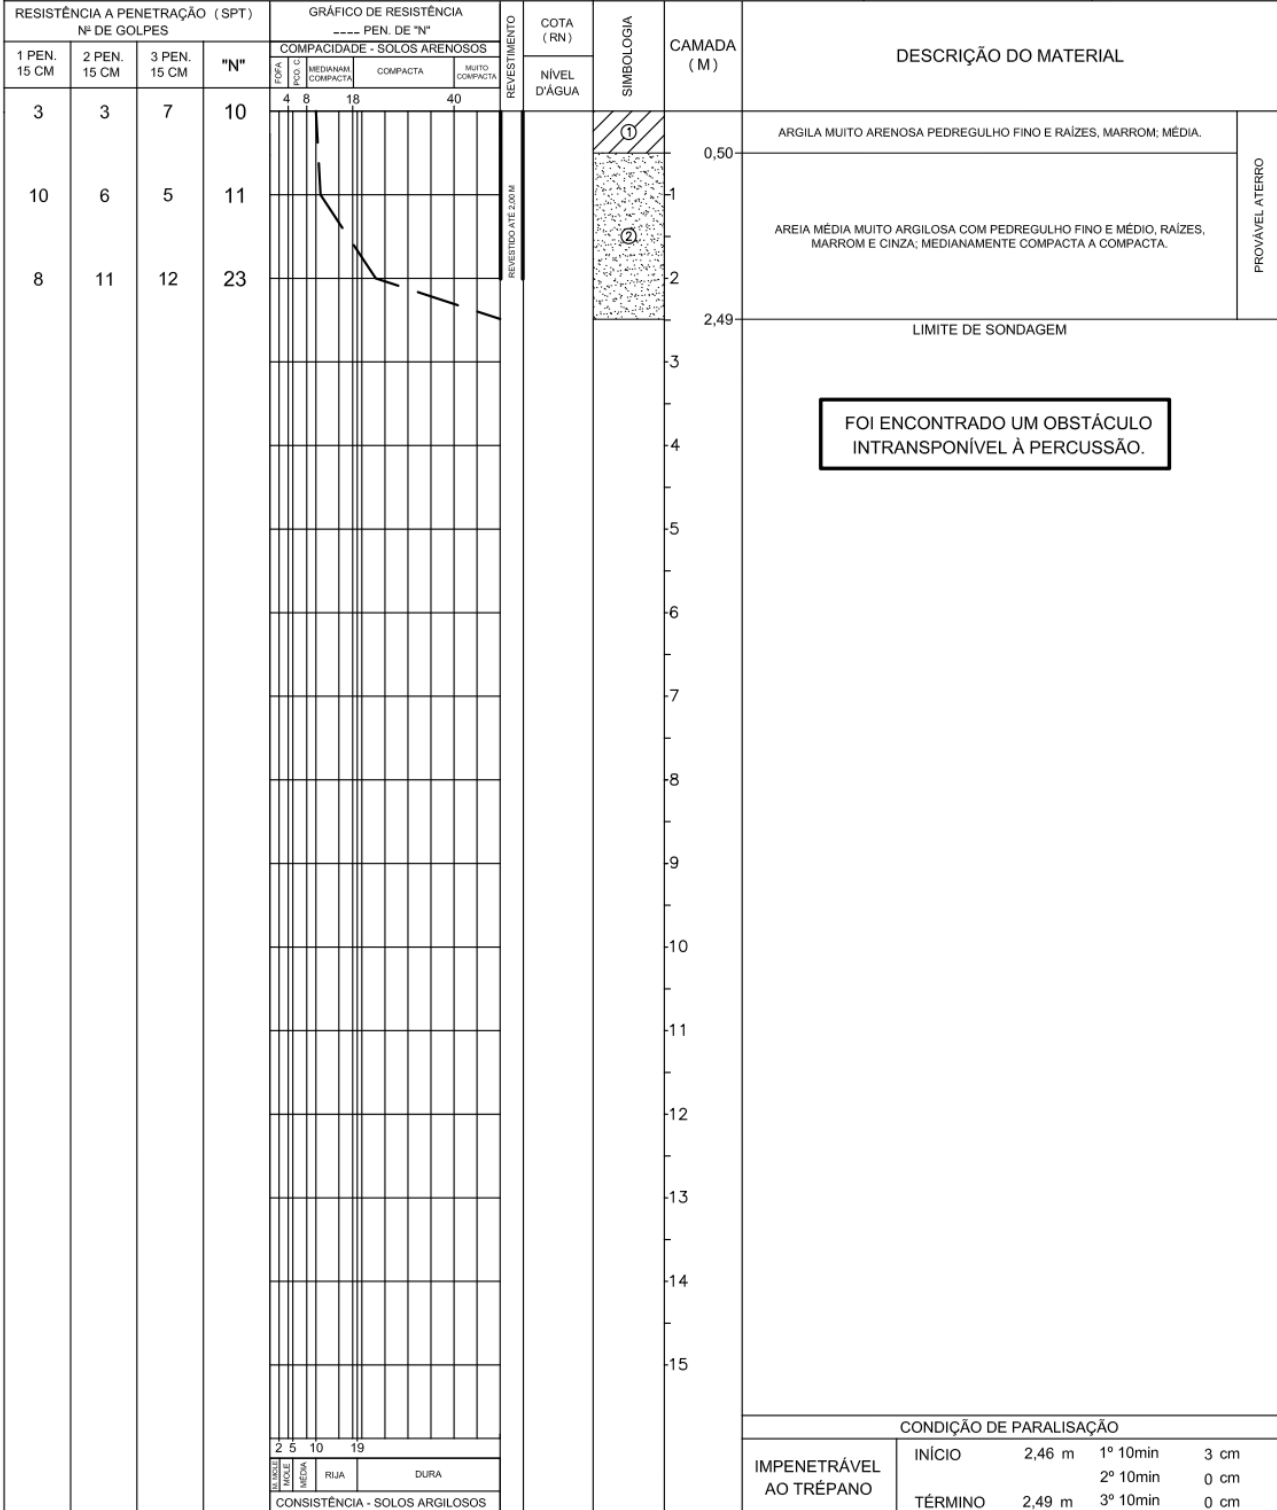 RESISTÊNCIA A PENETRAÇÃO (SPT)
Nº DE GOLPES
1 PEN.
15 CM
2 PEN.
15 CM
3 PEN.
15 CM
"N"
GRÁFICO DE RESISTÊNCIA
---- PEN. DE "N"
COMPACIDADE - SOLOS ARENOSOS
FOFA
PCO. C.
MEDIANAM.
COMPACTA
COMPACTA
MUITO
COMPACTA
4 8 18 40
REVESTIMENTO
COTA
(RN)
NÍVEL
D'ÁGUA
SIMBOLOGIA
CAMADA
(M)
DESCRIÇÃO DO MATERIAL
3 3 7 10
10 6 5 11
8 11 12 23
REVESTIDO ATÉ 2,00 M
1
2
0,50
2,49
1
2
3
4
5
6
7
8
9
10
11
12
13
14
15
ARGILA MUITO ARENOSA PEDREGULHO FINO E RAÍZES, MARROM; MÉDIA.
AREIA MÉDIA MUITO ARGILOSA COM PEDREGULHO FINO E MÉDIO, RAÍZES,
MARROM E CINZA; MEDIANAMENTE COMPACTA A COMPACTA.
PROVÁVEL ATERRO
LIMITE DE SONDAGEM
FOI ENCONTRADO UM OBSTÁCULO
INTRANSPONÍVEL À PERCUSSÃO.
2 5 10 19
M. MOLE
MOLE
MÉDIA
RIJA
DURA
CONSISTÊNCIA - SOLOS ARGILOSOS
CONDIÇÃO DE PARALISAÇÃO
IMPENETRÁVEL
AO TRÉPANO
INÍCIO 2,46 m 1º 10min 3 cm
2º 10min 0 cm
TÉRMINO 2,49 m 3º 10min 0 cm